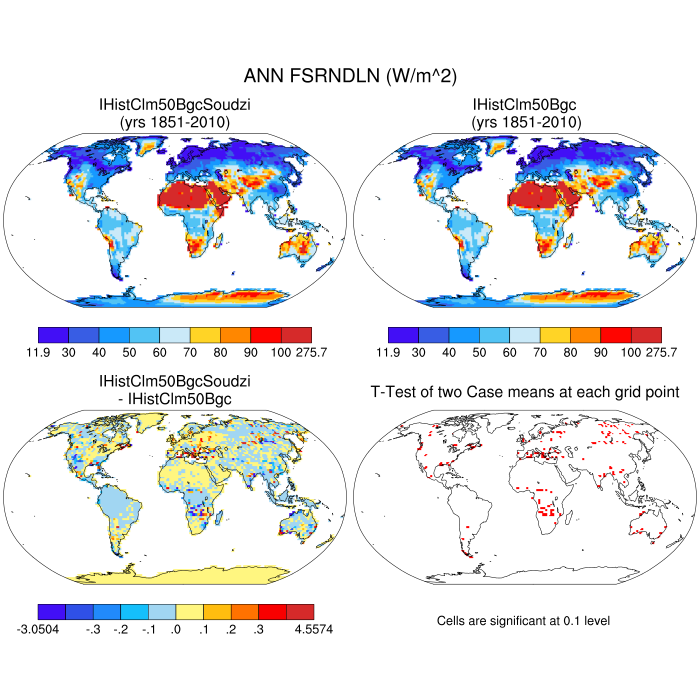 ANN FSRNDLN (W/m^2)
IHistClm50BgcSoudzi
(yrs 1851-2010)
IHistClm50Bgc
(yrs 1851-2010)
11.9 30 40 50 60 70 80 90 100 275.7
11.9 30 40 50 60 70 80 90 100 275.7
IHistClm50BgcSoudzi
- IHistClm50Bgc
T-Test of two Case means at each grid point
-3.0504 -.3 -.2 -.1 .0 .1 .2 .3 4.5574
Cells are significant at 0.1 level